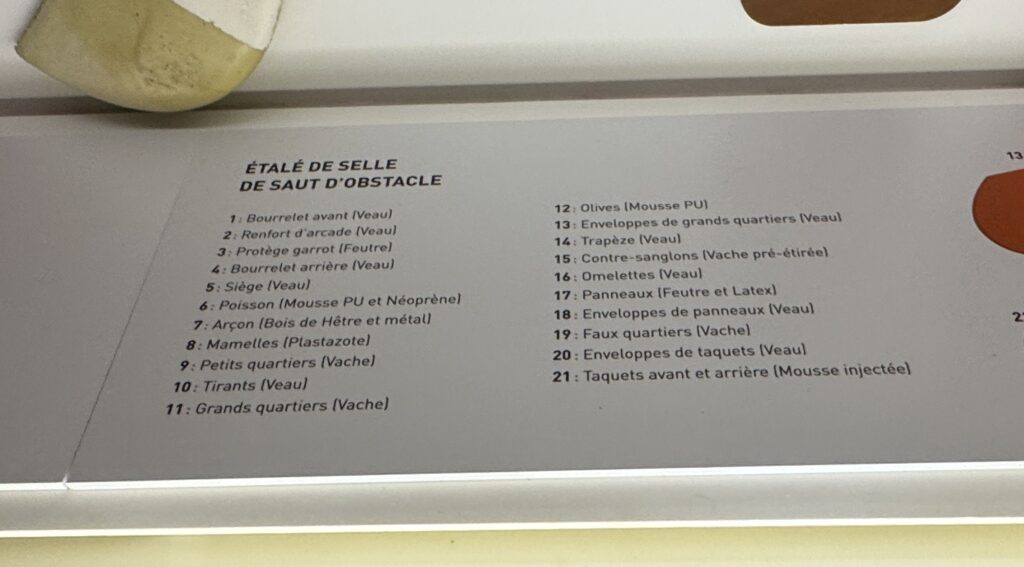 ÉTALÉ DE SELLE
DE SAUT D'OBSTACLE
1 : Bourrelet avant (Veau)
2 : Renfort d'arcade (Veau)
3 : Protège garrot (Feutre)
4 : Bourrelet arrière (Veau)
5 : Siège (Veau)
6 : Poisson (Mousse PU et Néoprène)
7 : Arçon (Bois de Hêtre et métal)
8 : Mamelles (Plastazote)
9 : Petits quartiers (Vache)
10 : Tirants (Veau)
11 : Grands quartiers (Vache)
12 : Olives (Mousse PU)
13 : Enveloppes de grands quartiers (Veau)
14 : Trapèze (Veau)
15 : Contre-sanglons (Vache pré-étirée)
16 : Omelettes (Veau)
17 : Panneaux (Feutre et Latex)
18 : Enveloppes de panneaux (Veau)
19 : Faux quartiers (Vache)
20 : Enveloppes de taquets (Veau)
21 : Taquets avant et arrière (Mousse injectée)
13